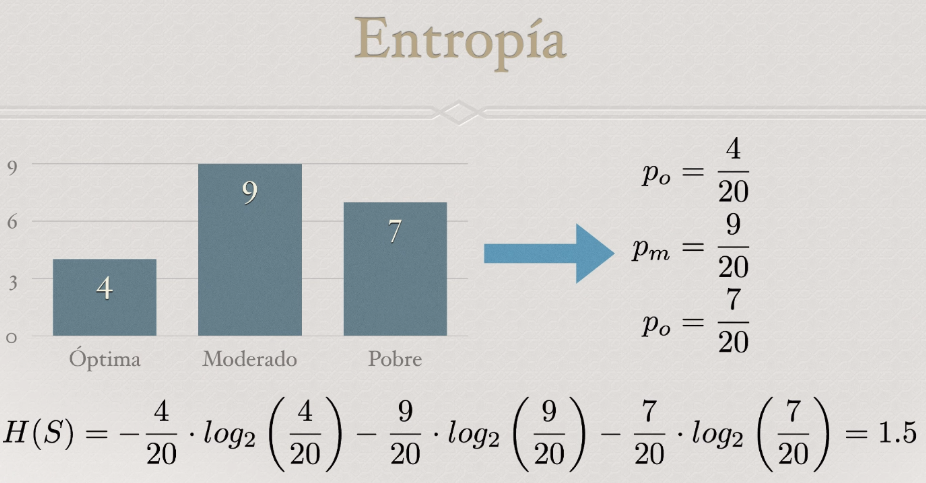 Entropía
9
6
3
0
4
9
7
Óptima Moderado Pobre
p_o = \frac{4}{20}
p_m = \frac{9}{20}
p_o = \frac{7}{20}
H(S) = -\frac{4}{20} \cdot log_2 \left( \frac{4}{20} \right) - \frac{9}{20} \cdot log_2 \left( \frac{9}{20} \right) - \frac{7}{20} \cdot log_2 \left( \frac{7}{20} \right) = 1.5